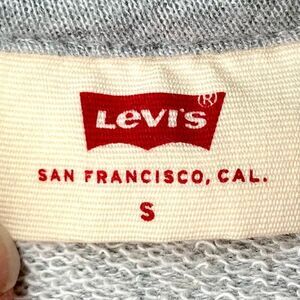 LEVI'S®
SAN FRANCISCO, CAL.
S